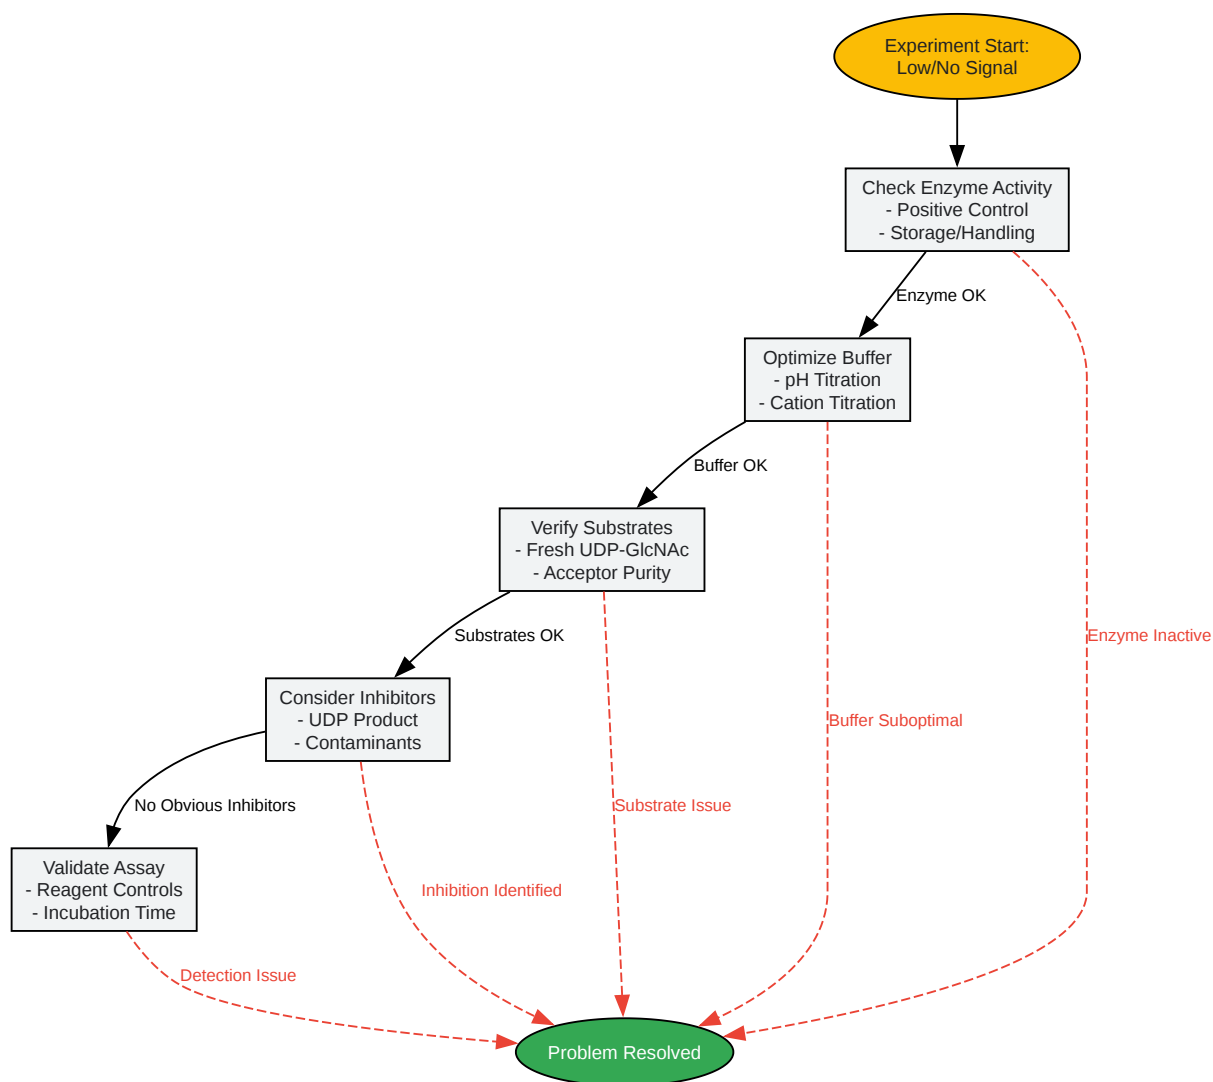 Experiment Start:
Low/No Signal
Check Enzyme Activity
- Positive Control
- Storage/Handling
Enzyme OK
Optimize Buffer
- pH Titration
- Cation Titration
Buffer OK
Verify Substrates
- Fresh UDP-GlcNAc
- Acceptor Purity
Substrates OK
Enzyme Inactive
Consider Inhibitors
- UDP Product
- Contaminants
Buffer Suboptimal
No Obvious Inhibitors
Substrate Issue
Validate Assay
- Reagent Controls
- Incubation Time
Inhibition Identified
Detection Issue
Problem Resolved